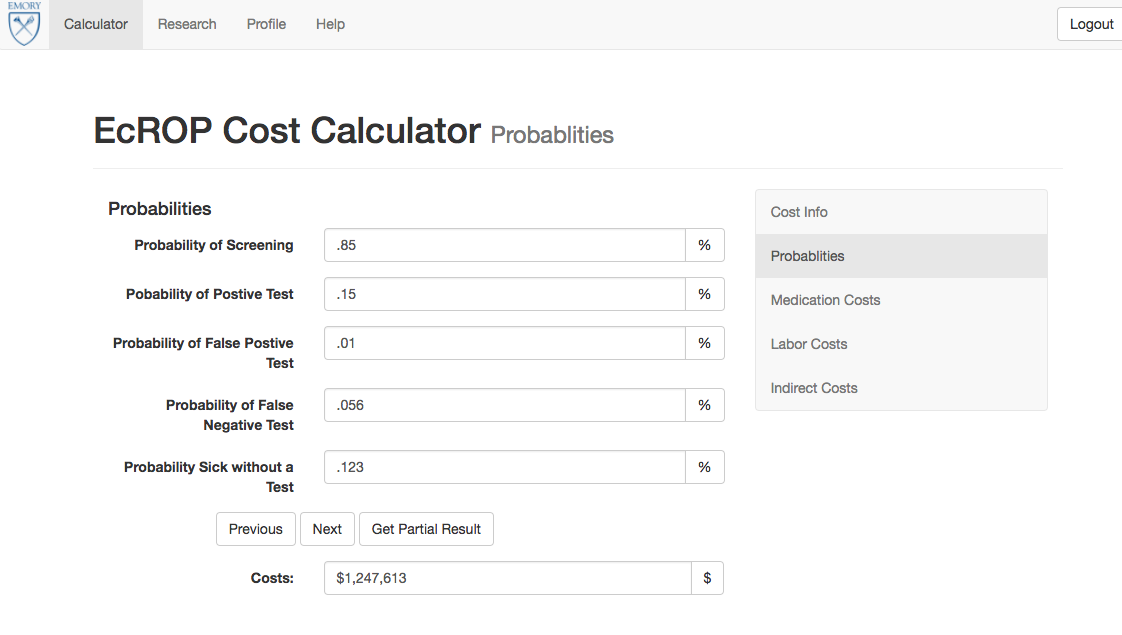 EMORY
Calculator Research Profile Help Logout
EcROP Cost Calculator Probablities
Probabilities
Probability of Screening .85 %
Pobability of Postive Test .15 %
Probability of False Postive
Test .01 %
Probability of False
Negative Test .056 %
Probability Sick without a
Test .123 %
Previous Next Get Partial Result
Costs: $1,247,613 $
Cost Info
Probablities
Medication Costs
Labor Costs
Indirect Costs